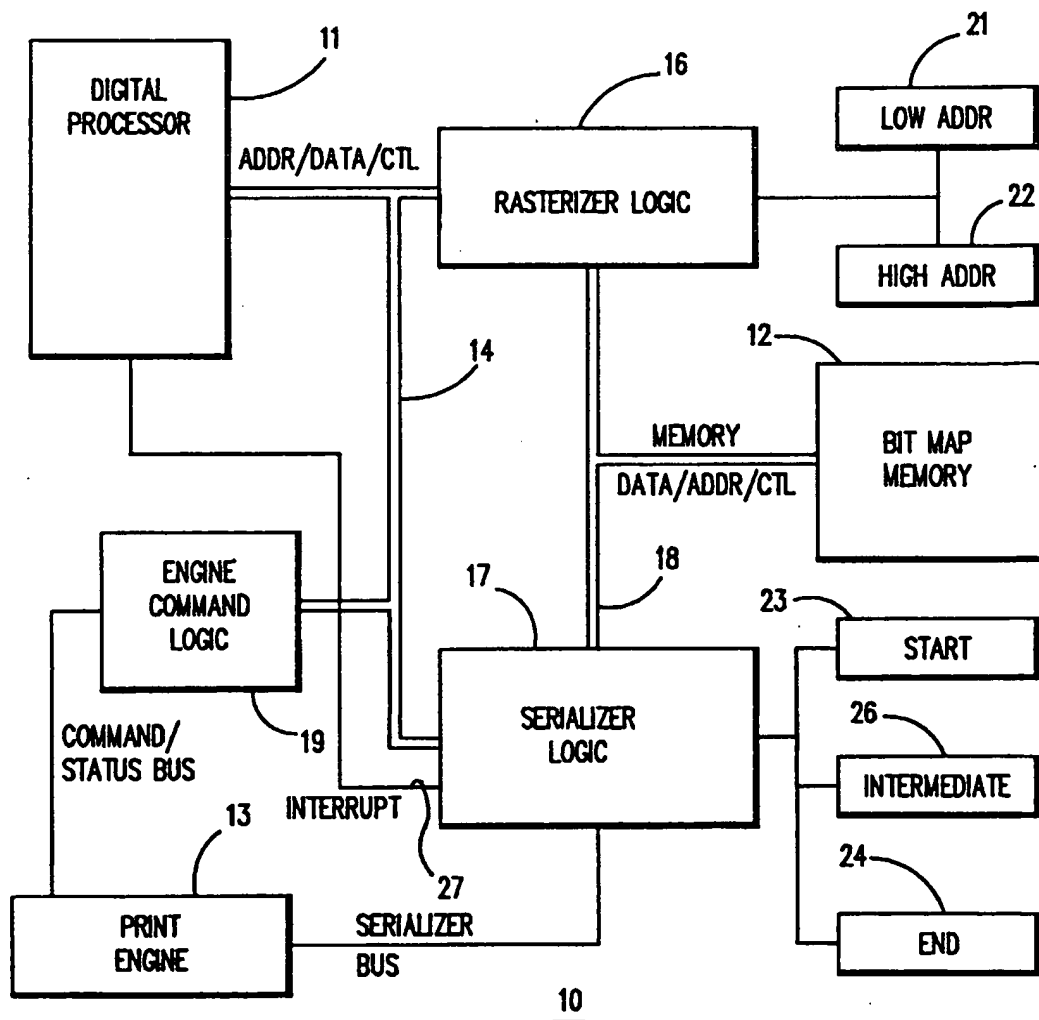 11
DIGITAL
PROCESSOR
16
21
LOW ADDR
ADDR/DATA/CTL
RASTERIZER LOGIC
22
HIGH ADDR
14
12
MEMORY
DATA/ADDR/CTL
BIT MAP
MEMORY
ENGINE
COMMAND
LOGIC
17
18
23
START
19
COMMAND/
STATUS BUS
SERIALIZER
LOGIC
26
INTERMEDIATE
INTERRUPT
13
27
24
PRINT
ENGINE
SERIALIZER
BUS
END
10